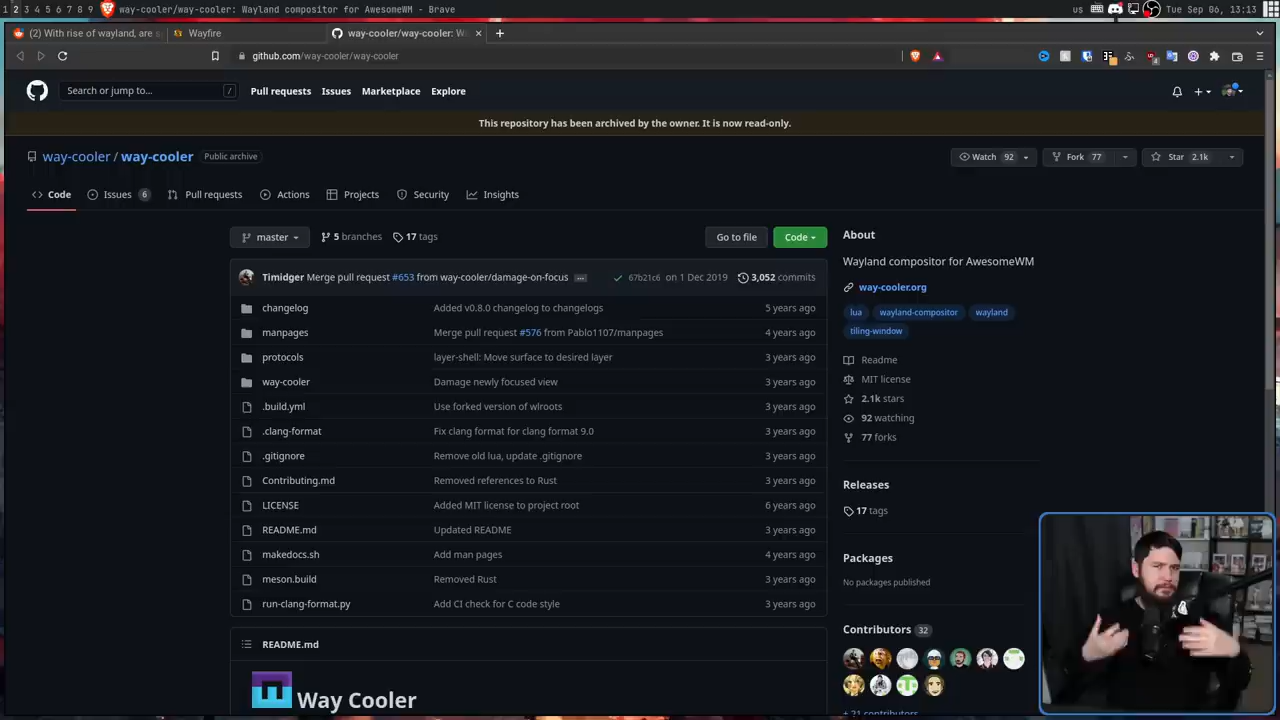 1 2 3 4 5 6 7 8 9 way-cooler/way-cooler: Wayland compositor for AwesomeWM - Brave
us Tue Sep 06, 13:13
(2) With rise of wayland, are s
Wayfire
way-cooler/way-cooler: W
github.com/way-cooler/way-cooler
Search or jump to... /
Pull requests Issues Marketplace Explore
This repository has been archived by the owner. It is now read-only.
way-cooler / way-cooler Public archive
Watch 92 Fork 77 Star 2.1k
Code Issues 6 Pull requests Actions Projects Security Insights
master 5 branches 17 tags Go to file Code
Timidger Merge pull request #653 from way-cooler/damage-on-focus ... 67b21c6 on 1 Dec 2019 3,052 commits
changelog Added v0.8.0 changelog to changelogs 5 years ago
manpages Merge pull request #576 from Pablo1107/manpages 4 years ago
protocols layer-shell: Move surface to desired layer 3 years ago
way-cooler Damage newly focused view 3 years ago
.build.yml Use forked version of wlroots 3 years ago
.clang-format Fix clang format for clang format 9.0 3 years ago
.gitignore Remove old lua, update .gitignore 3 years ago
Contributing.md Removed references to Rust 3 years ago
LICENSE Added MIT license to project root 6 years ago
README.md Updated README 3 years ago
makedocs.sh Add man pages 4 years ago
meson.build Removed Rust 3 years ago
run-clang-format.py Add CI check for C code style 3 years ago
README.md
Way Cooler
About
Wayland compositor for AwesomeWM
way-cooler.org
lua wayland-compositor wayland
tiling-window
Readme
MIT license
2.1k stars
92 watching
77 forks
Releases
17 tags
Packages
No packages published
Contributors 32
+ 21 contributors